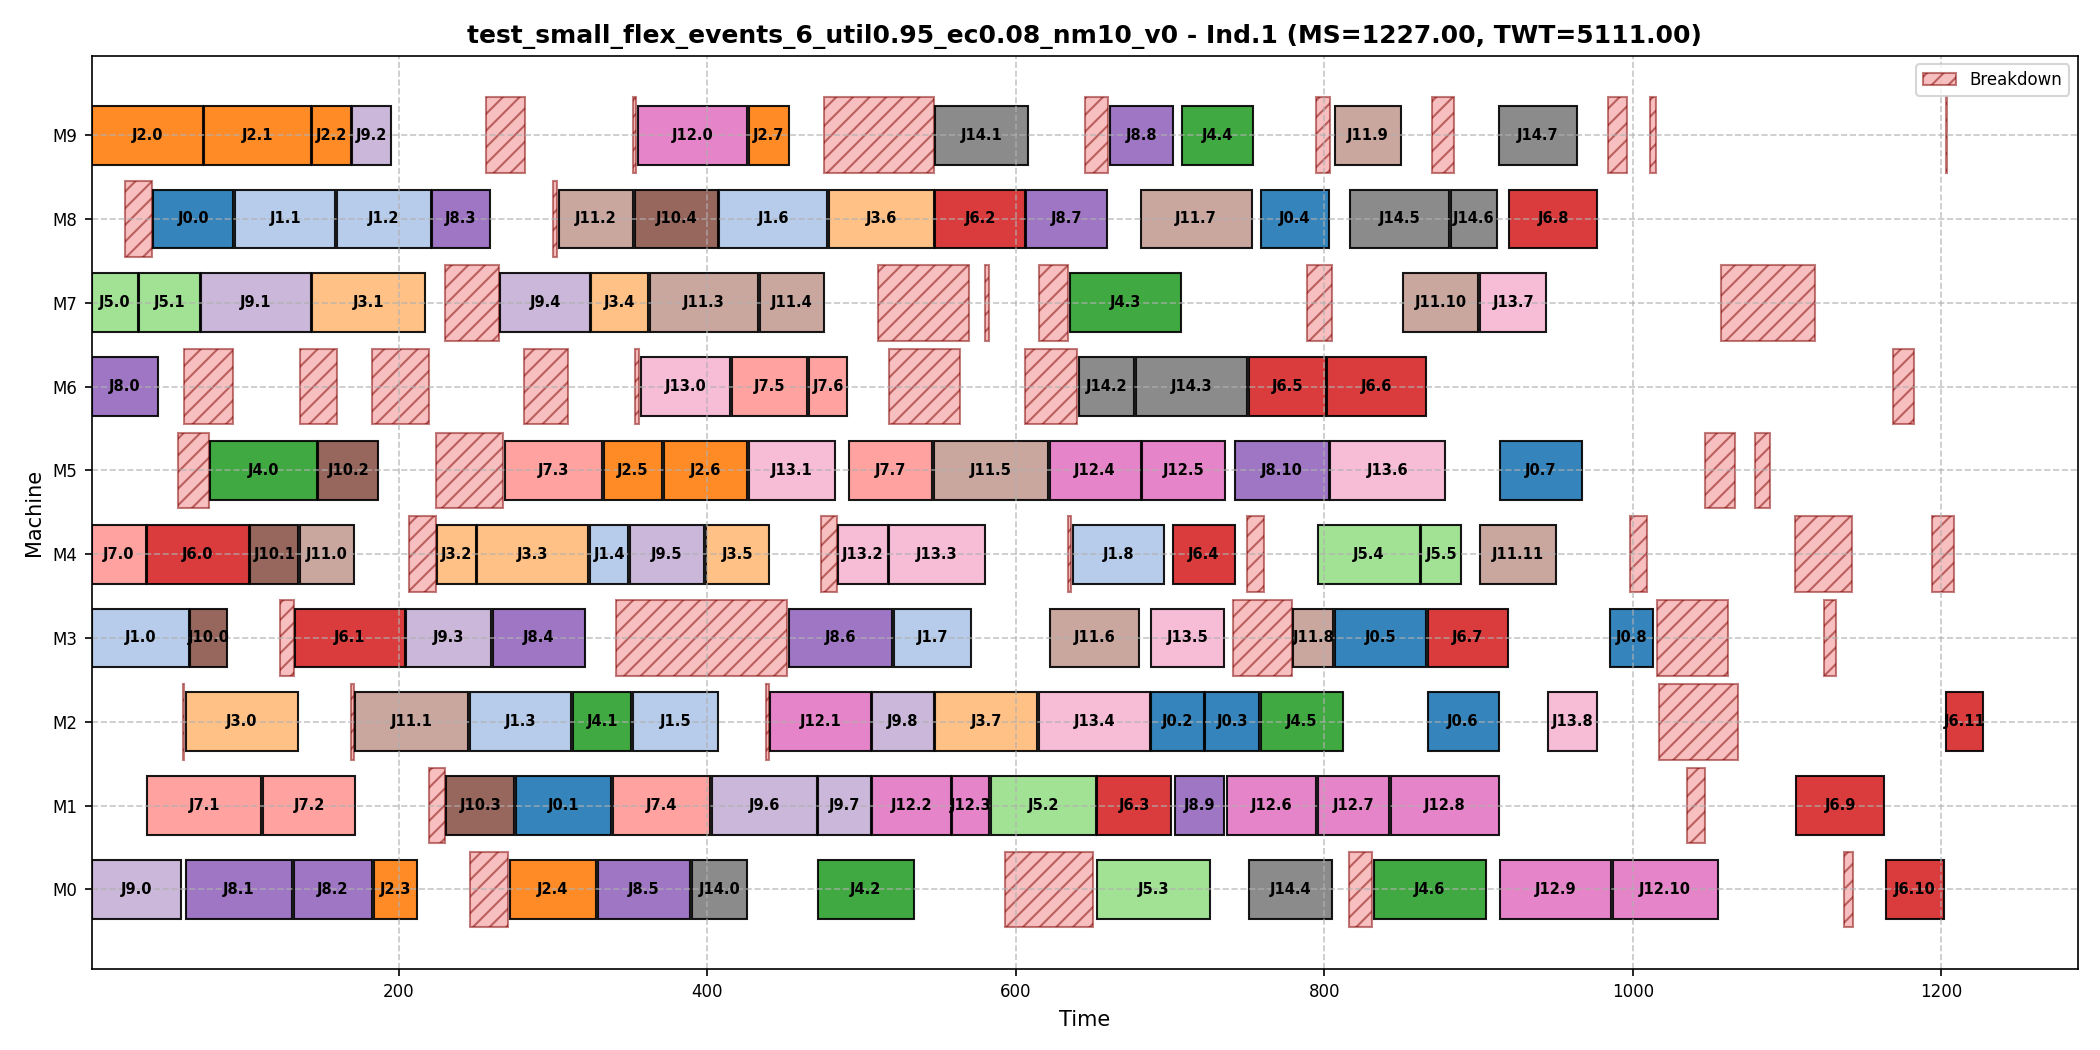 test_small_flex_events_6_util0.95_ec0.08_nm10_v0 - Ind.1 (MS=1227.00, TWT=5111.00)
Breakdown
M9 J2.0 J2.1 J2.2 J9.2 J12.0 J2.7 J14.1 J8.8 J4.4 J11.9 J14.7
M8 J0.0 J1.1 J1.2 J8.3 J11.2 J10.4 J1.6 J3.6 J6.2 J8.7 J11.7 J0.4 J14.5 J14.6 J6.8
M7 J5.0 J5.1 J9.1 J3.1 J9.4 J3.4 J11.3 J11.4 J4.3 J11.10 J13.7
M6 J8.0 J13.0 J7.5 J7.6 J14.2 J14.3 J6.5 J6.6
M5 J4.0 J10.2 J7.3 J2.5 J2.6 J13.1 J7.7 J11.5 J12.4 J12.5 J8.10 J13.6 J0.7
M4 J7.0 J6.0 J10.1 J11.0 J3.2 J3.3 J1.4 J9.5 J3.5 J13.2 J13.3 J1.8 J6.4 J5.4 J5.5 J11.11
M3 J1.0 J10.0 J6.1 J9.3 J8.4 J8.6 J1.7 J11.6 J13.5 J11.8 J0.5 J6.7 J0.8
M2 J3.0 J11.1 J1.3 J4.1 J1.5 J12.1 J9.8 J3.7 J13.4 J0.2 J0.3 J4.5 J0.6 J13.8 J6.11
M1 J7.1 J7.2 J10.3 J0.1 J7.4 J9.6 J9.7 J12.2 J12.3 J5.2 J6.3 J8.9 J12.6 J12.7 J12.8 J6.9
M0 J9.0 J8.1 J8.2 J2.3 J2.4 J8.5 J14.0 J4.2 J5.3 J14.4 J4.6 J12.9 J12.10 J6.10
Machine
200 400 600 800 1000 1200
Time